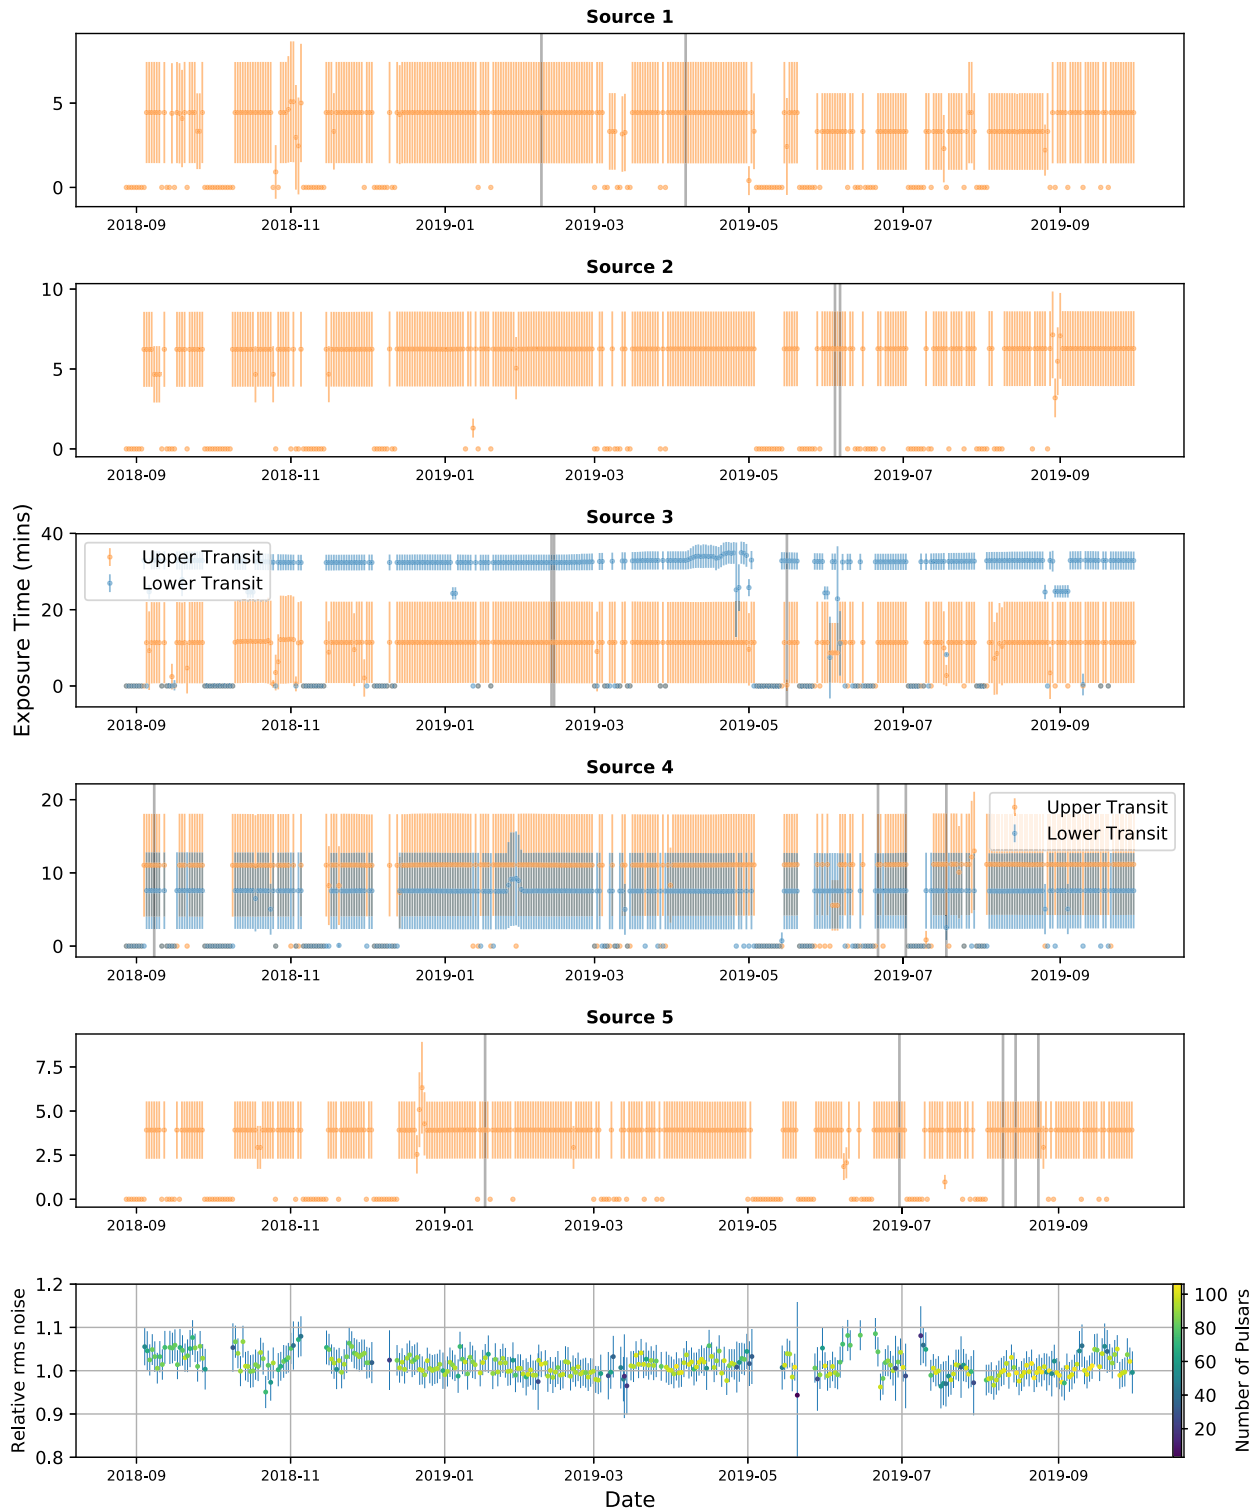 Source 1
5
0
2018-09 2018-11 2019-01 2019-03 2019-05 2019-07 2019-09
Source 2
10
5
0
2018-09 2018-11 2019-01 2019-03 2019-05 2019-07 2019-09
Exposure Time (mins)
Source 3
40
20
0
Upper Transit
Lower Transit
2018-09 2018-11 2019-01 2019-03 2019-05 2019-07 2019-09
Source 4
20
10
0
Upper Transit
Lower Transit
2018-09 2018-11 2019-01 2019-03 2019-05 2019-07 2019-09
Source 5
7.5
5.0
2.5
0.0
2018-09 2018-11 2019-01 2019-03 2019-05 2019-07 2019-09
Relative rms noise
1.2
1.1
1.0
0.9
0.8
2018-09 2018-11 2019-01 2019-03 2019-05 2019-07 2019-09
Date
100
80
60
40
20
Number of Pulsars